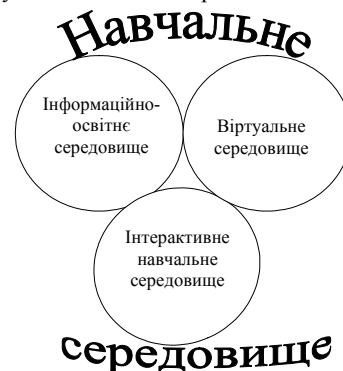 Навчальне
Інформаційно-
освітнє
середовище
Віртуальне
середовище
Інтерактивне
навчальне
середовище
середовище